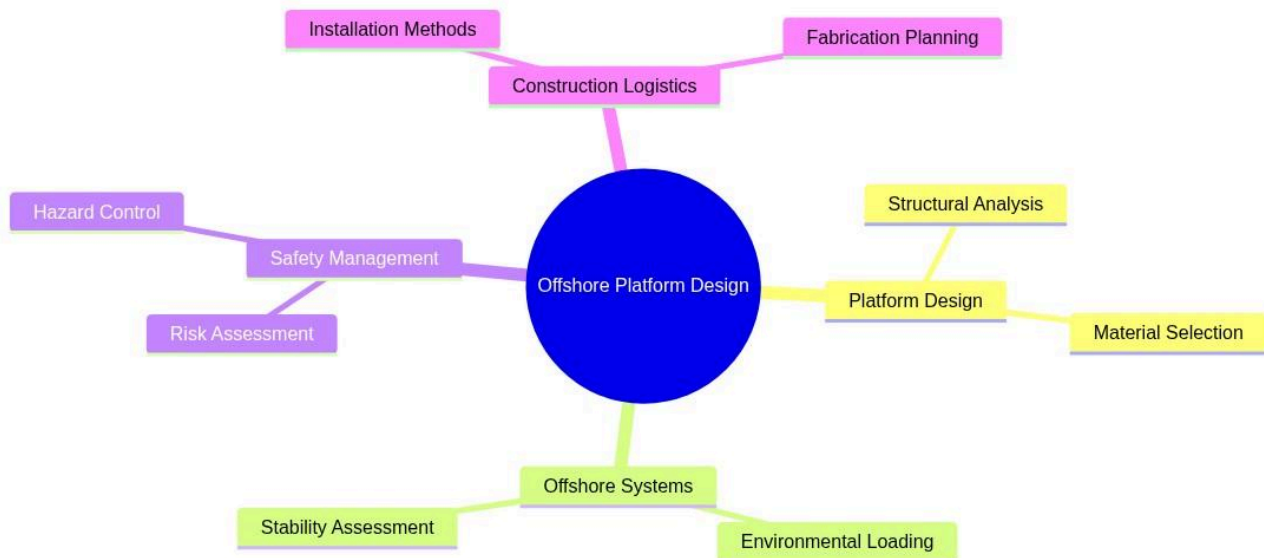 Installation Methods
Fabrication Planning
Construction Logistics
Structural Analysis
Hazard Control
Safety Management
Offshore Platform Design
Platform Design
Risk Assessment
Material Selection
Offshore Systems
Stability Assessment
Environmental Loading